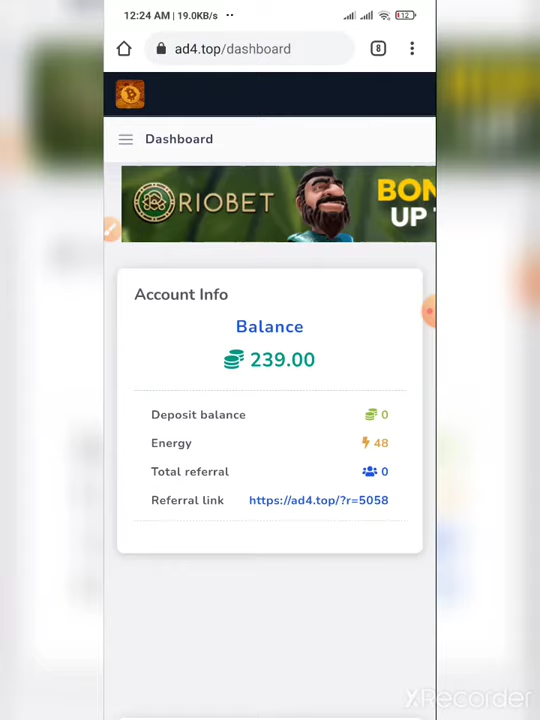 12:24 AM | 19.0KB/s
12
ad4.top/dashboard
8
Dashboard
RIOBET
BON
UP
Account Info
Balance
239.00
Deposit balance 0
Energy 48
Total referral 0
Referral link https://ad4.top/?r=5058
XRecorder